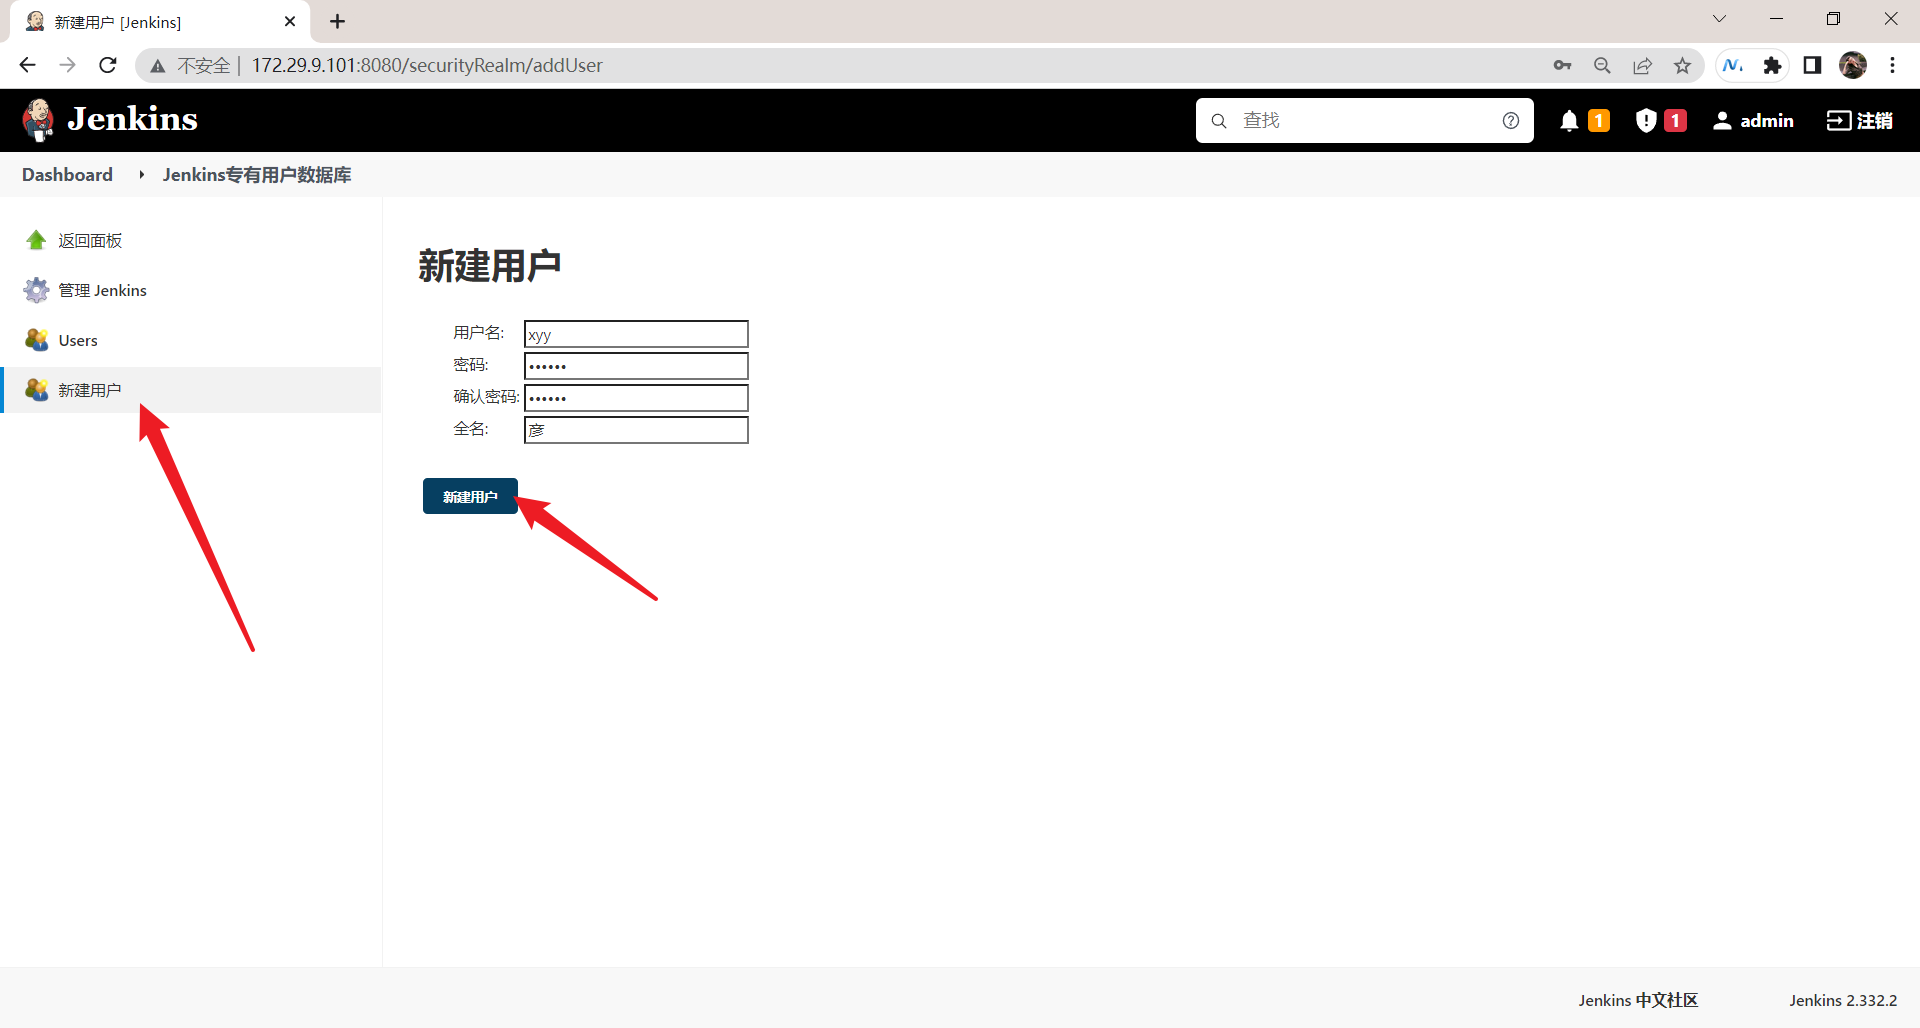 新建用户 [Jenkins]
不安全 | 172.29.9.101:8080/securityRealm/addUser
Jenkins
查找
1
1
admin
注销
Dashboard
Jenkins专有用户数据库
返回面板
管理 Jenkins
Users
新建用户
新建用户
用户名: xyy
密码: ••••••
确认密码: ••••••
全名: 彦
新建用户
Jenkins 中文社区
Jenkins 2.332.2